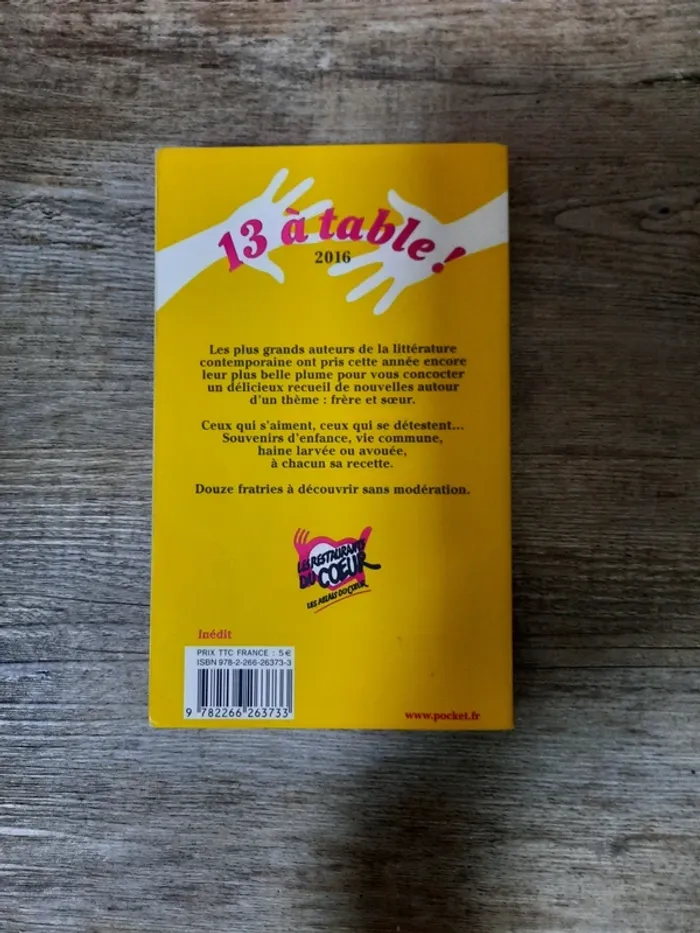 13 à table !
2016
Les plus grands auteurs de la littérature
contemporaine ont pris cette année encore
leur plus belle plume pour vous concocter
un délicieux recueil de nouvelles autour
d'un thème : frère et sœur.
Ceux qui s'aiment, ceux qui se détestent...
Souvenirs d'enfance, vie commune,
haine larvée ou avouée,
à chacun sa recette.
Douze fratries à découvrir sans modération.
LES RESTAURANTS
DU COEUR
LES RELAIS DU COEUR
Inédit
PRIX TTC FRANCE : 5 €
ISBN 978-2-266-26373-3
9 782266 263733
www.pocket.fr